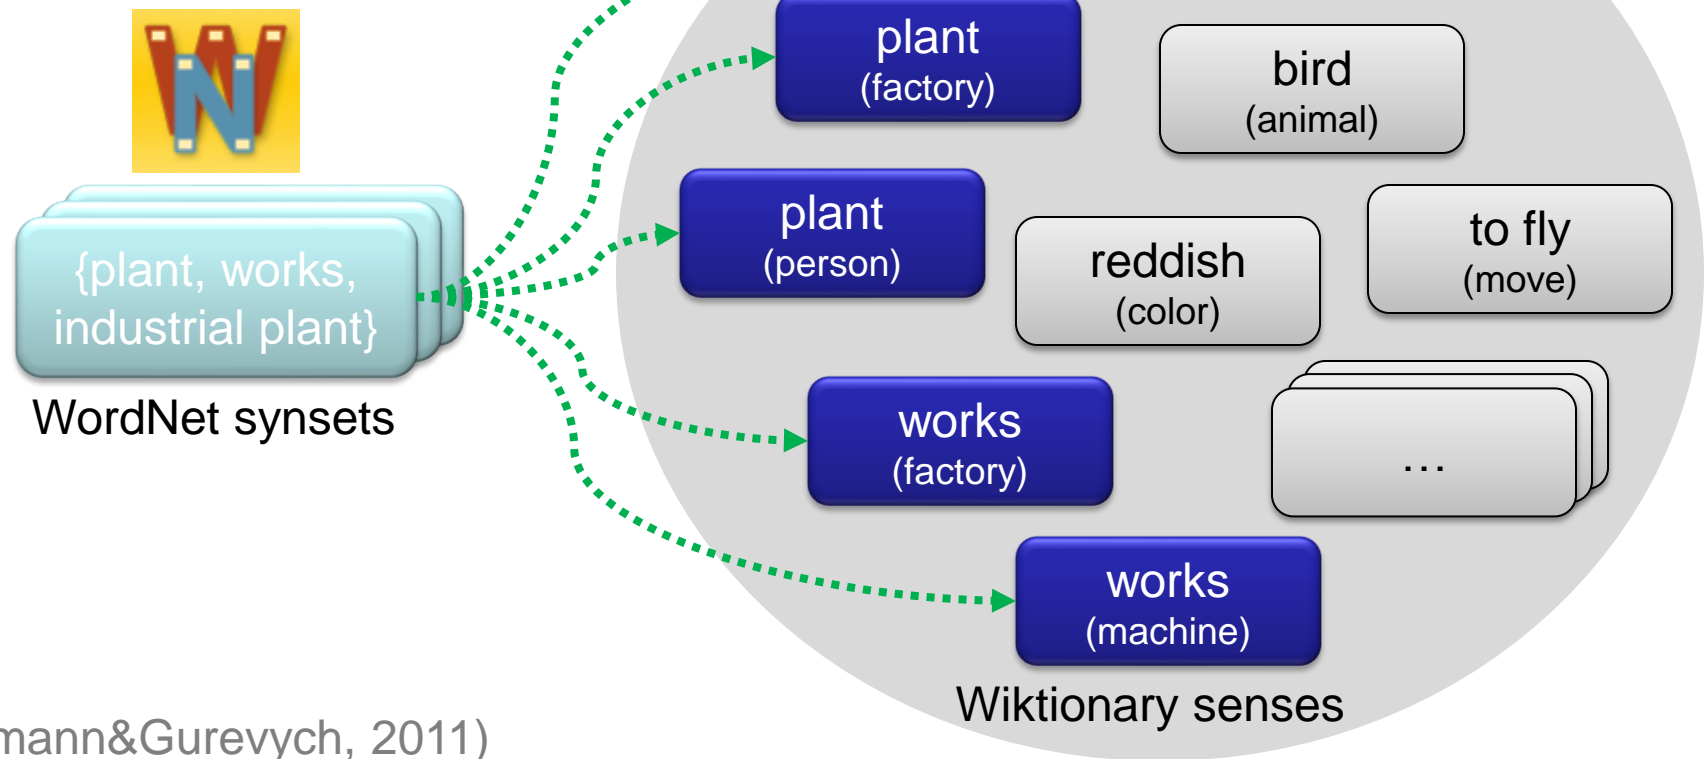 WN
{plant, works,
industrial plant}
WordNet synsets
plant
(factory)
bird
(animal)
plant
(person)
reddish
(color)
to fly
(move)
works
(factory)
…
works
(machine)
Wiktionary senses
mann&Gurevych, 2011)